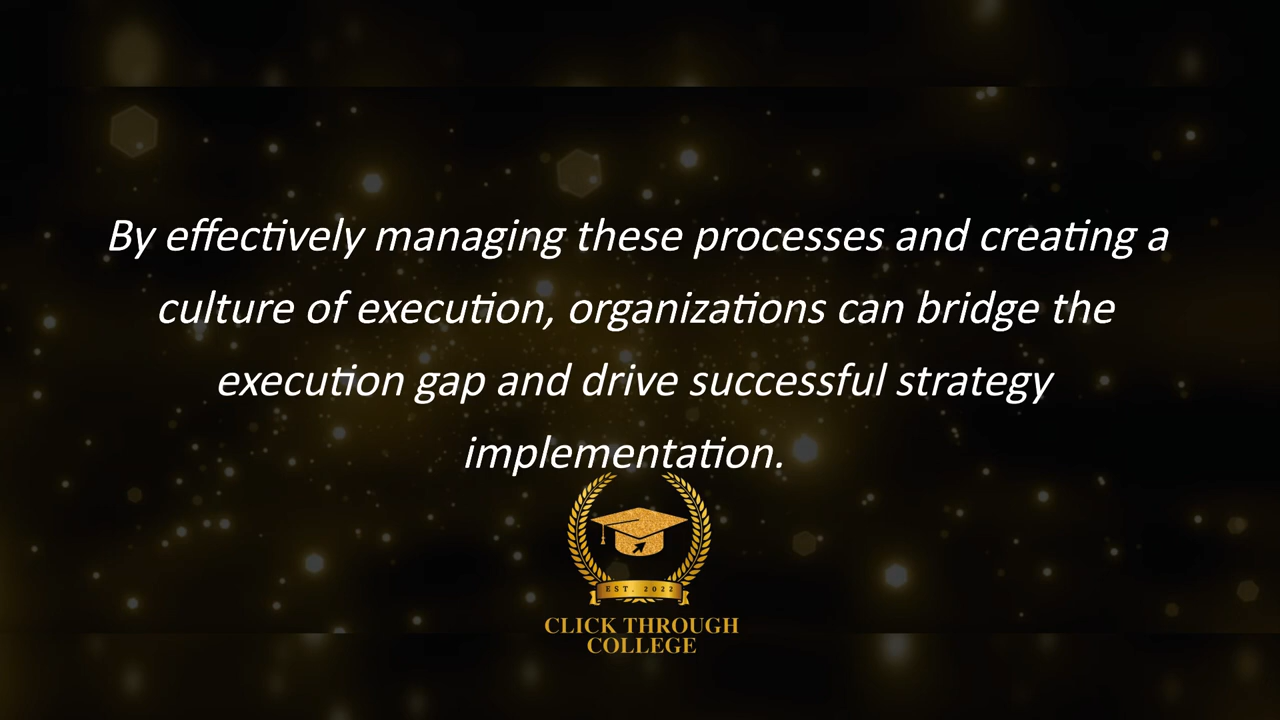 By effectively managing these processes and creating a
culture of execution, organizations can bridge the
execution gap and drive successful strategy
implementation.
EST. 2022
CLICK THROUGH
COLLEGE